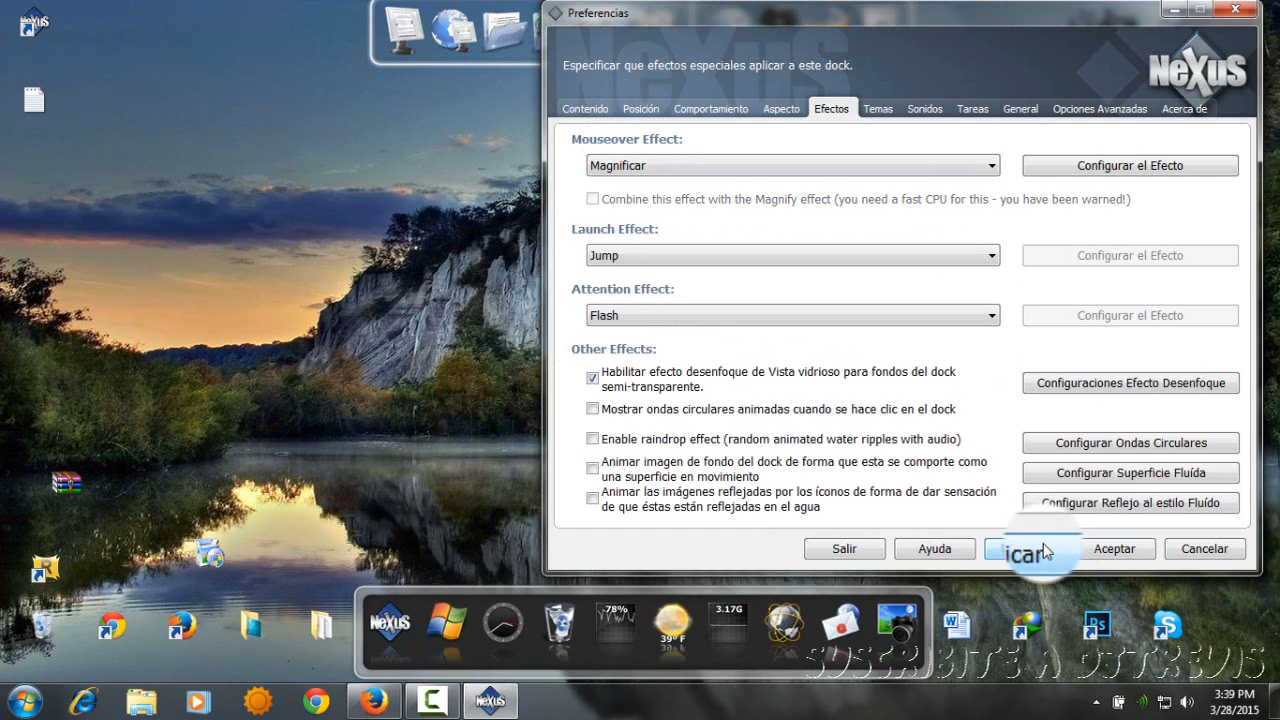 NeXuS
Preferencias
Especificar que efectos especiales aplicar a este dock.
NeXuS
Contenido Posición Comportamiento Aspecto Efectos Temas Sonidos Tareas General Opciones Avanzadas Acerca de
Mouseover Effect:
Magnificar Configurar el Efecto
Combine this effect with the Magnify effect (you need a fast CPU for this - you have been warned!)
Launch Effect:
Jump Configurar el Efecto
Attention Effect:
Flash Configurar el Efecto
Other Effects:
Habilitar efecto desenfoque de Vista vidrioso para fondos del dock
semi-transparente.
Configuraciones Efecto Desenfoque
Mostrar ondas circulares animadas cuando se hace clic en el dock
Enable raindrop effect (random animated water ripples with audio) Configurar Ondas Circulares
Animar imagen de fondo del dock de forma que esta se comporte como
una superficie en movimiento
Configurar Superficie Fluída
Animar las imágenes reflejadas por los íconos de forma de dar sensación
de que éstas están reflejadas en el agua
Configurar Reflejo al estilo Fluído
Salir Ayuda icar Aceptar Cancelar
NeXuS 78% 39° F 3.17G
SUSCRIBITE A DTTREVIS
NeXuS
3:39 PM
3/28/2015